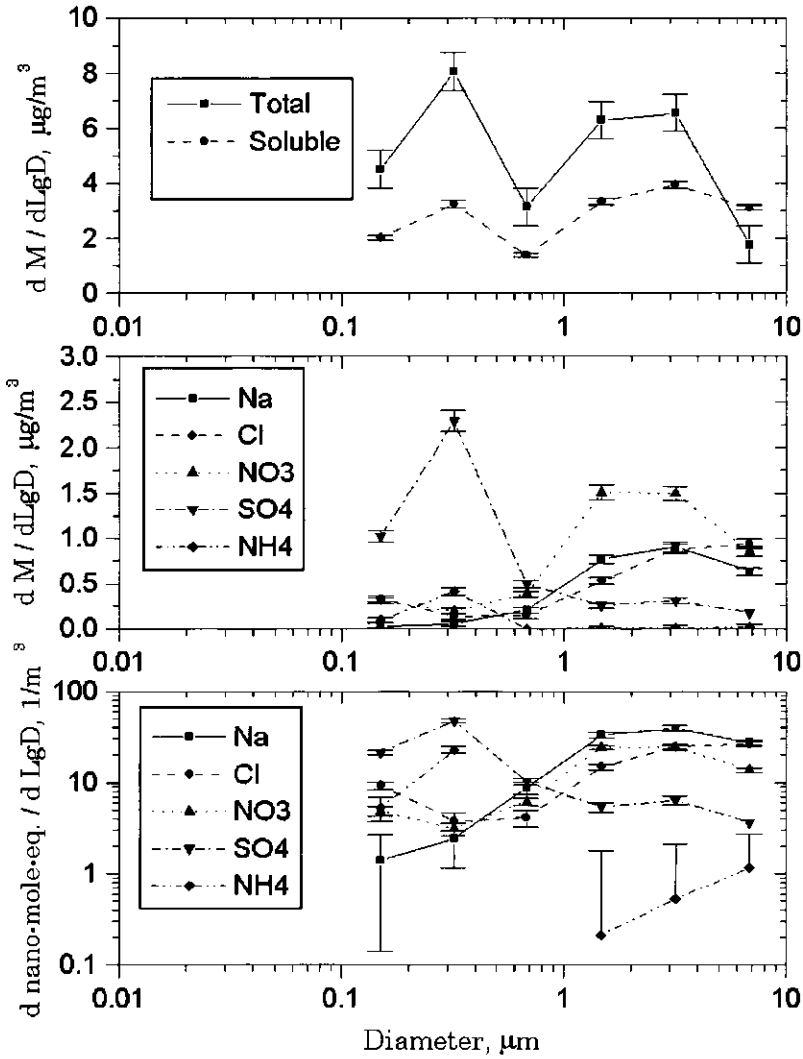 10
8
6
4
2
0
d M / dLgD, μg/m³
Total
Soluble
0.01 0.1 1 10
3.0
2.5
2.0
1.5
1.0
0.5
0.0
d M / dLgD, μg/m³
Na
Cl
NO3
SO4
NH4
0.01 0.1 1 10
100
10
1
0.1
d nano-mole·eq. / d LgD, 1/m³
Na
Cl
NO3
SO4
NH4
0.01 0.1 1 10
Diameter, μm